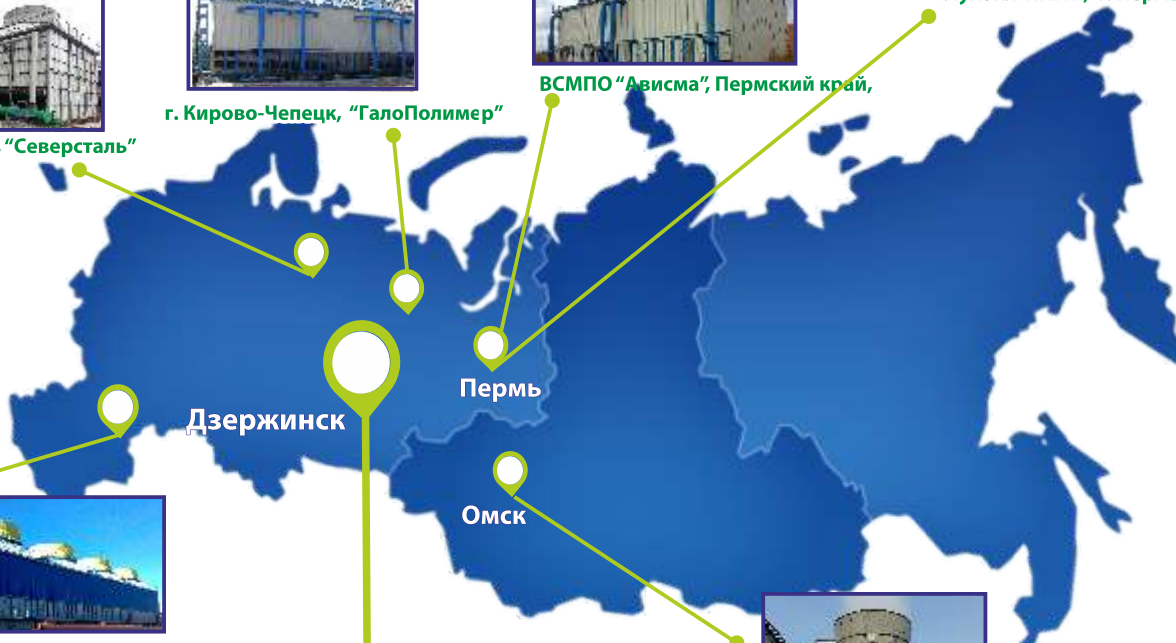 ВСМПО “Ависма”, Пермский край,
г. Кирово-Чепецк, “ГалоПолимер”
“Северсталь”
Пермь
Дзержинск
Омск